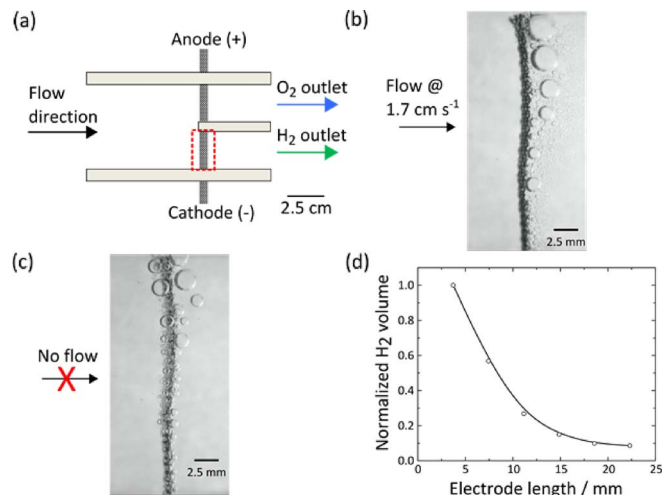 (a)
Anode (+)
Flow
direction
O2 outlet
H2 outlet
Cathode (-)
2.5 cm
(b)
Flow @
1.7 cm s⁻¹
2.5 mm
(c)
No flow
X
2.5 mm
(d)
Normalized H2 volume
1.0
0.8
0.6
0.4
0.2
0.0
0 5 10 15 20 25
Electrode length / mm